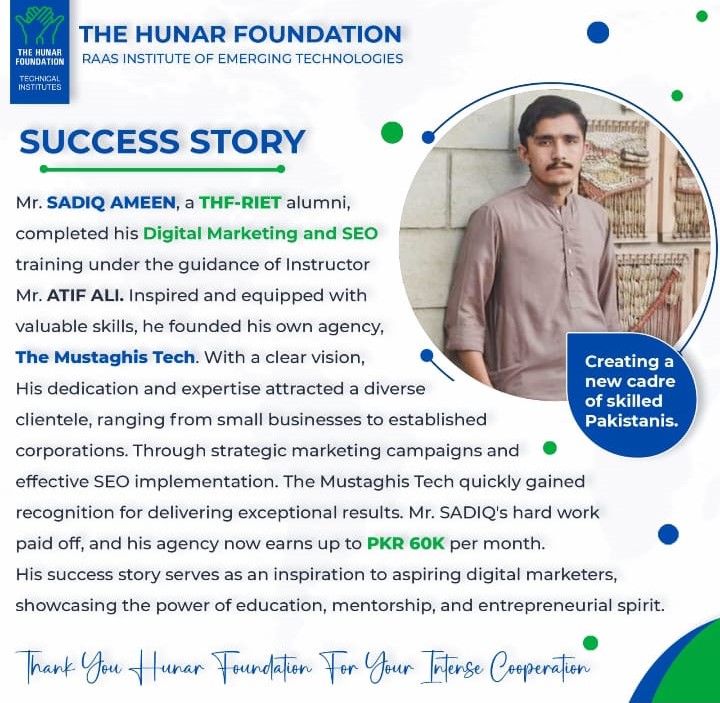 THE HUNAR FOUNDATION
TECHNICAL INSTITUTES
THE HUNAR FOUNDATION
RAAS INSTITUTE OF EMERGING TECHNOLOGIES
SUCCESS STORY
Mr. SADIQ AMEEN, a THF-RIET alumni,
completed his Digital Marketing and SEO
training under the guidance of Instructor
Mr. ATIF ALI. Inspired and equipped with
valuable skills, he founded his own agency,
The Mustaghis Tech. With a clear vision,
His dedication and expertise attracted a diverse
clientele, ranging from small businesses to established
corporations. Through strategic marketing campaigns and
effective SEO implementation. The Mustaghis Tech quickly gained
recognition for delivering exceptional results. Mr. SADIQ's hard work
paid off, and his agency now earns up to PKR 60K per month.
His success story serves as an inspiration to aspiring digital marketers,
showcasing the power of education, mentorship, and entrepreneurial spirit.
Creating a
new cadre
of skilled
Pakistanis.
Thank You Hunar Foundation For Your Intense Cooperation